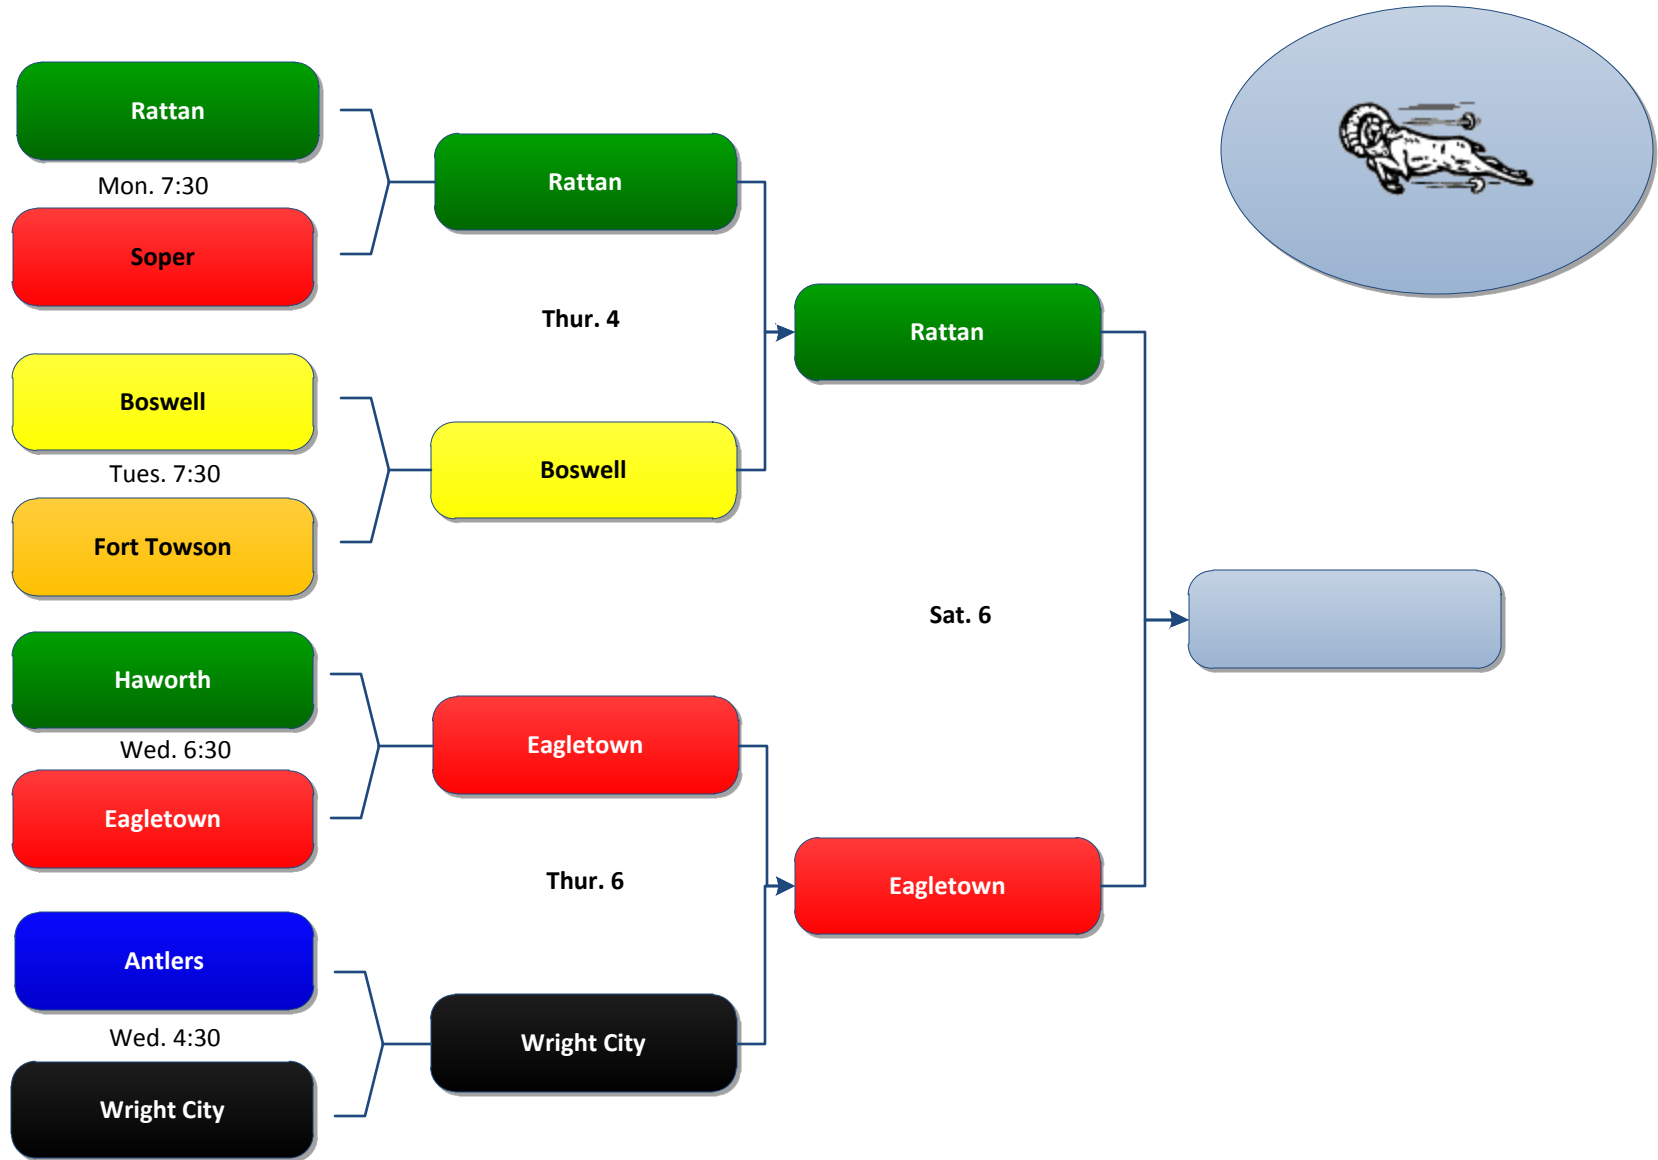 Rattan
Mon. 7:30
Soper
Boswell
Tues. 7:30
Fort Towson
Haworth
Wed. 6:30
Eagletown
Antlers
Wed. 4:30
Wright City
Rattan
Thur. 4
Boswell
Eagletown
Thur. 6
Wright City
Rattan
Sat. 6
Eagletown